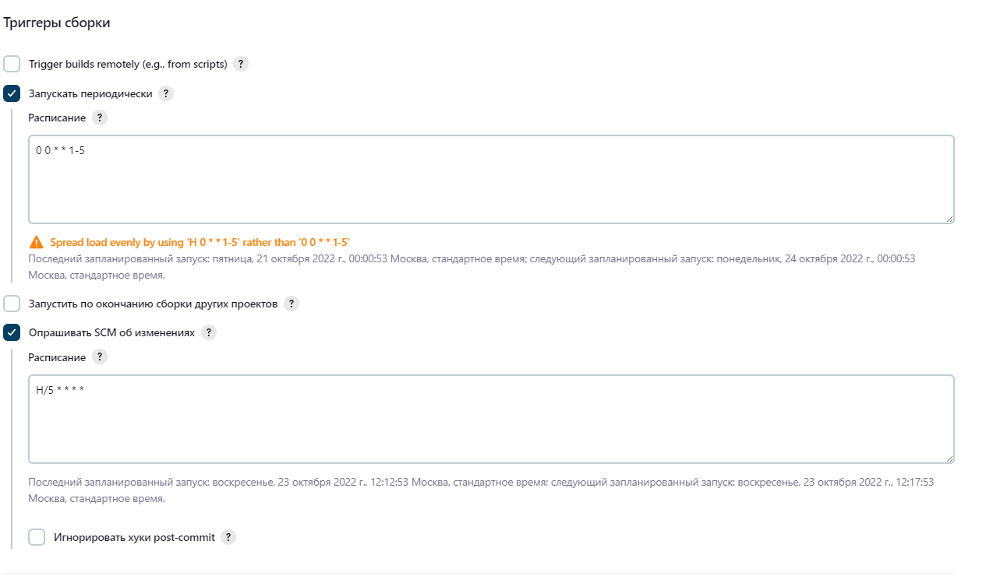 Триггеры сборки
Trigger builds remotely (e.g., from scripts) ?
Запускать периодически ?
Расписание ?
0 0 * * 1-5
Spread load evenly by using ‘H 0 * * 1-5’ rather than ‘0 0 * * 1-5’
Последний запланированный запуск: пятница, 21 октября 2022 г., 00:00:53 Москва, стандартное время; следующий запланированный запуск: понедельник, 24 октября 2022 г., 00:00:53
Москва, стандартное время.
Запустить по окончанию сборки других проектов ?
Опрашивать SCM об изменениях ?
Расписание ?
H/5 * * * *
Последний запланированный запуск: воскресенье, 23 октября 2022 г., 12:12:53 Москва, стандартное время; следующий запланированный запуск: воскресенье, 23 октября 2022 г., 12:17:53
Москва, стандартное время.
Игнорировать хуки post-commit ?